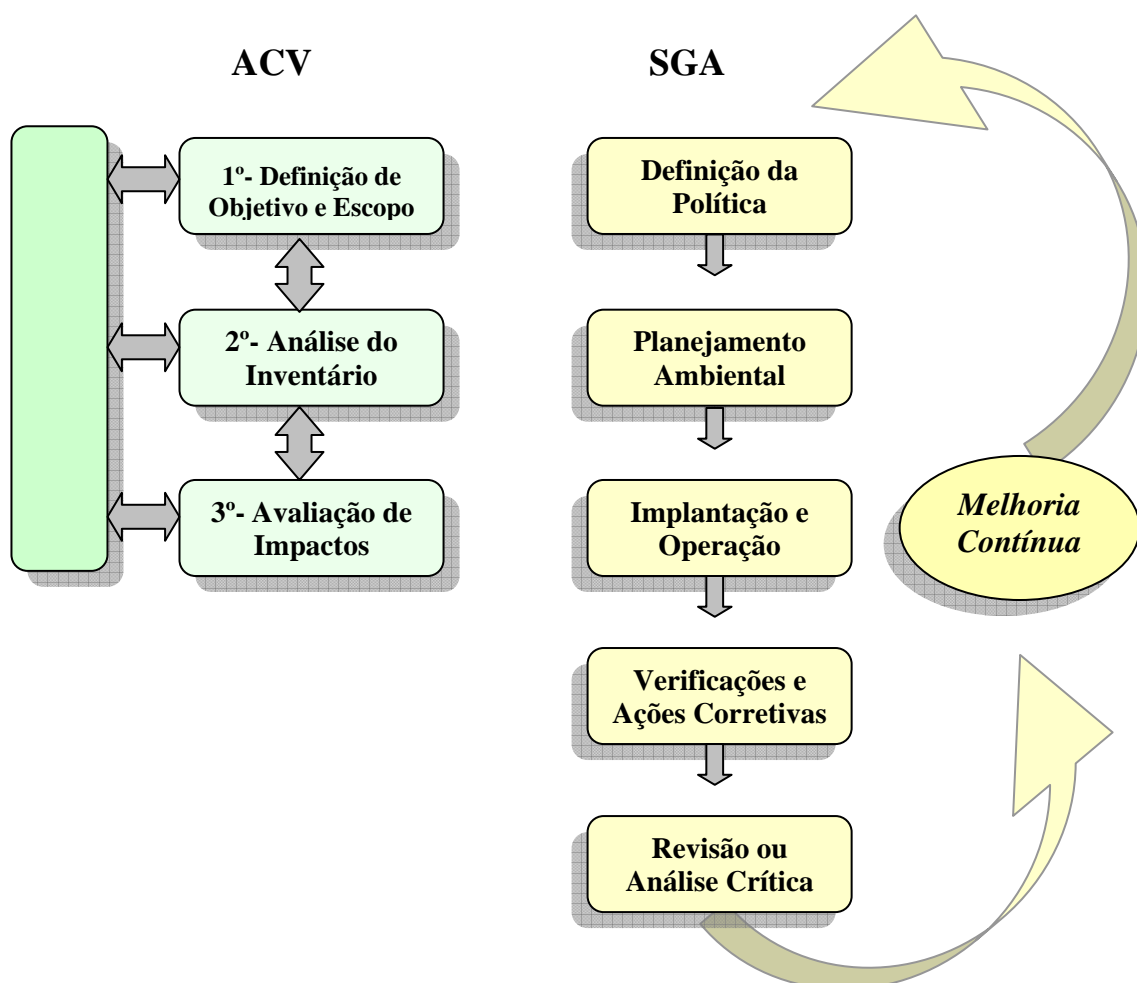 ACV
SGA
1º- Definição de
Objetivo e Escopo
2º- Análise do
Inventário
3º- Avaliação de
Impactos
Definição da
Política
Planejamento
Ambiental
Implantação e
Operação
Verificações e
Ações Corretivas
Revisão ou
Análise Crítica
Melhoria
Contínua